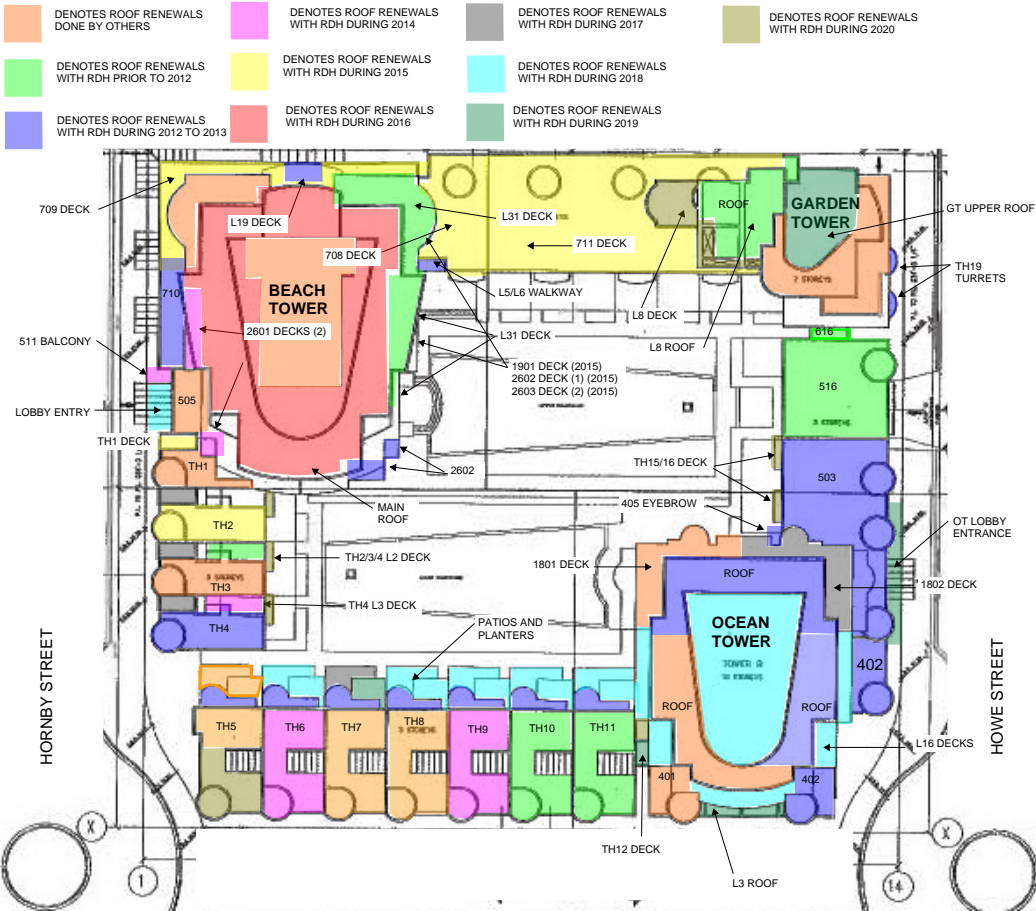 DENOTES ROOF RENEWALS
DONE BY OTHERS
DENOTES ROOF RENEWALS
WITH RDH DURING 2014
DENOTES ROOF RENEWALS
WITH RDH DURING 2017
DENOTES ROOF RENEWALS
WITH RDH DURING 2020
DENOTES ROOF RENEWALS
WITH RDH PRIOR TO 2012
DENOTES ROOF RENEWALS
WITH RDH DURING 2015
DENOTES ROOF RENEWALS
WITH RDH DURING 2018
DENOTES ROOF RENEWALS
WITH RDH DURING 2012 TO 2013
DENOTES ROOF RENEWALS
WITH RDH DURING 2016
DENOTES ROOF RENEWALS
WITH RDH DURING 2019
709 DECK
L19 DECK
L31 DECK
708 DECK
711 DECK
ROOF
GARDEN
TOWER
GT UPPER ROOF
TH19
TURRETS
2 STOREYS
L5/L6 WALKWAY
L8 DECK
L8 ROOF
710
BEACH
TOWER
2601 DECKS (2)
L31 DECK
511 BALCONY
1901 DECK (2015)
2602 DECK (1) (2015)
2603 DECK (2) (2015)
616
516
LOBBY ENTRY
505
TH1 DECK
TH1
2602
TH15/16 DECK
503
MAIN
ROOF
405 EYEBROW
OT LOBBY
ENTRANCE
TH2
TH2/3/4 L2 DECK
1801 DECK
ROOF
1802 DECK
3 STOREYS
TH3
TH4 L3 DECK
TH4
PATIOS AND
PLANTERS
OCEAN
TOWER
402
HORNBY STREET
HOWE STREET
ROOF
ROOF
TH5
TH6
TH7
TH8
3 STOREYS
TH9
TH10
TH11
L16 DECKS
401
402
TH12 DECK
L3 ROOF
X
X
1
14